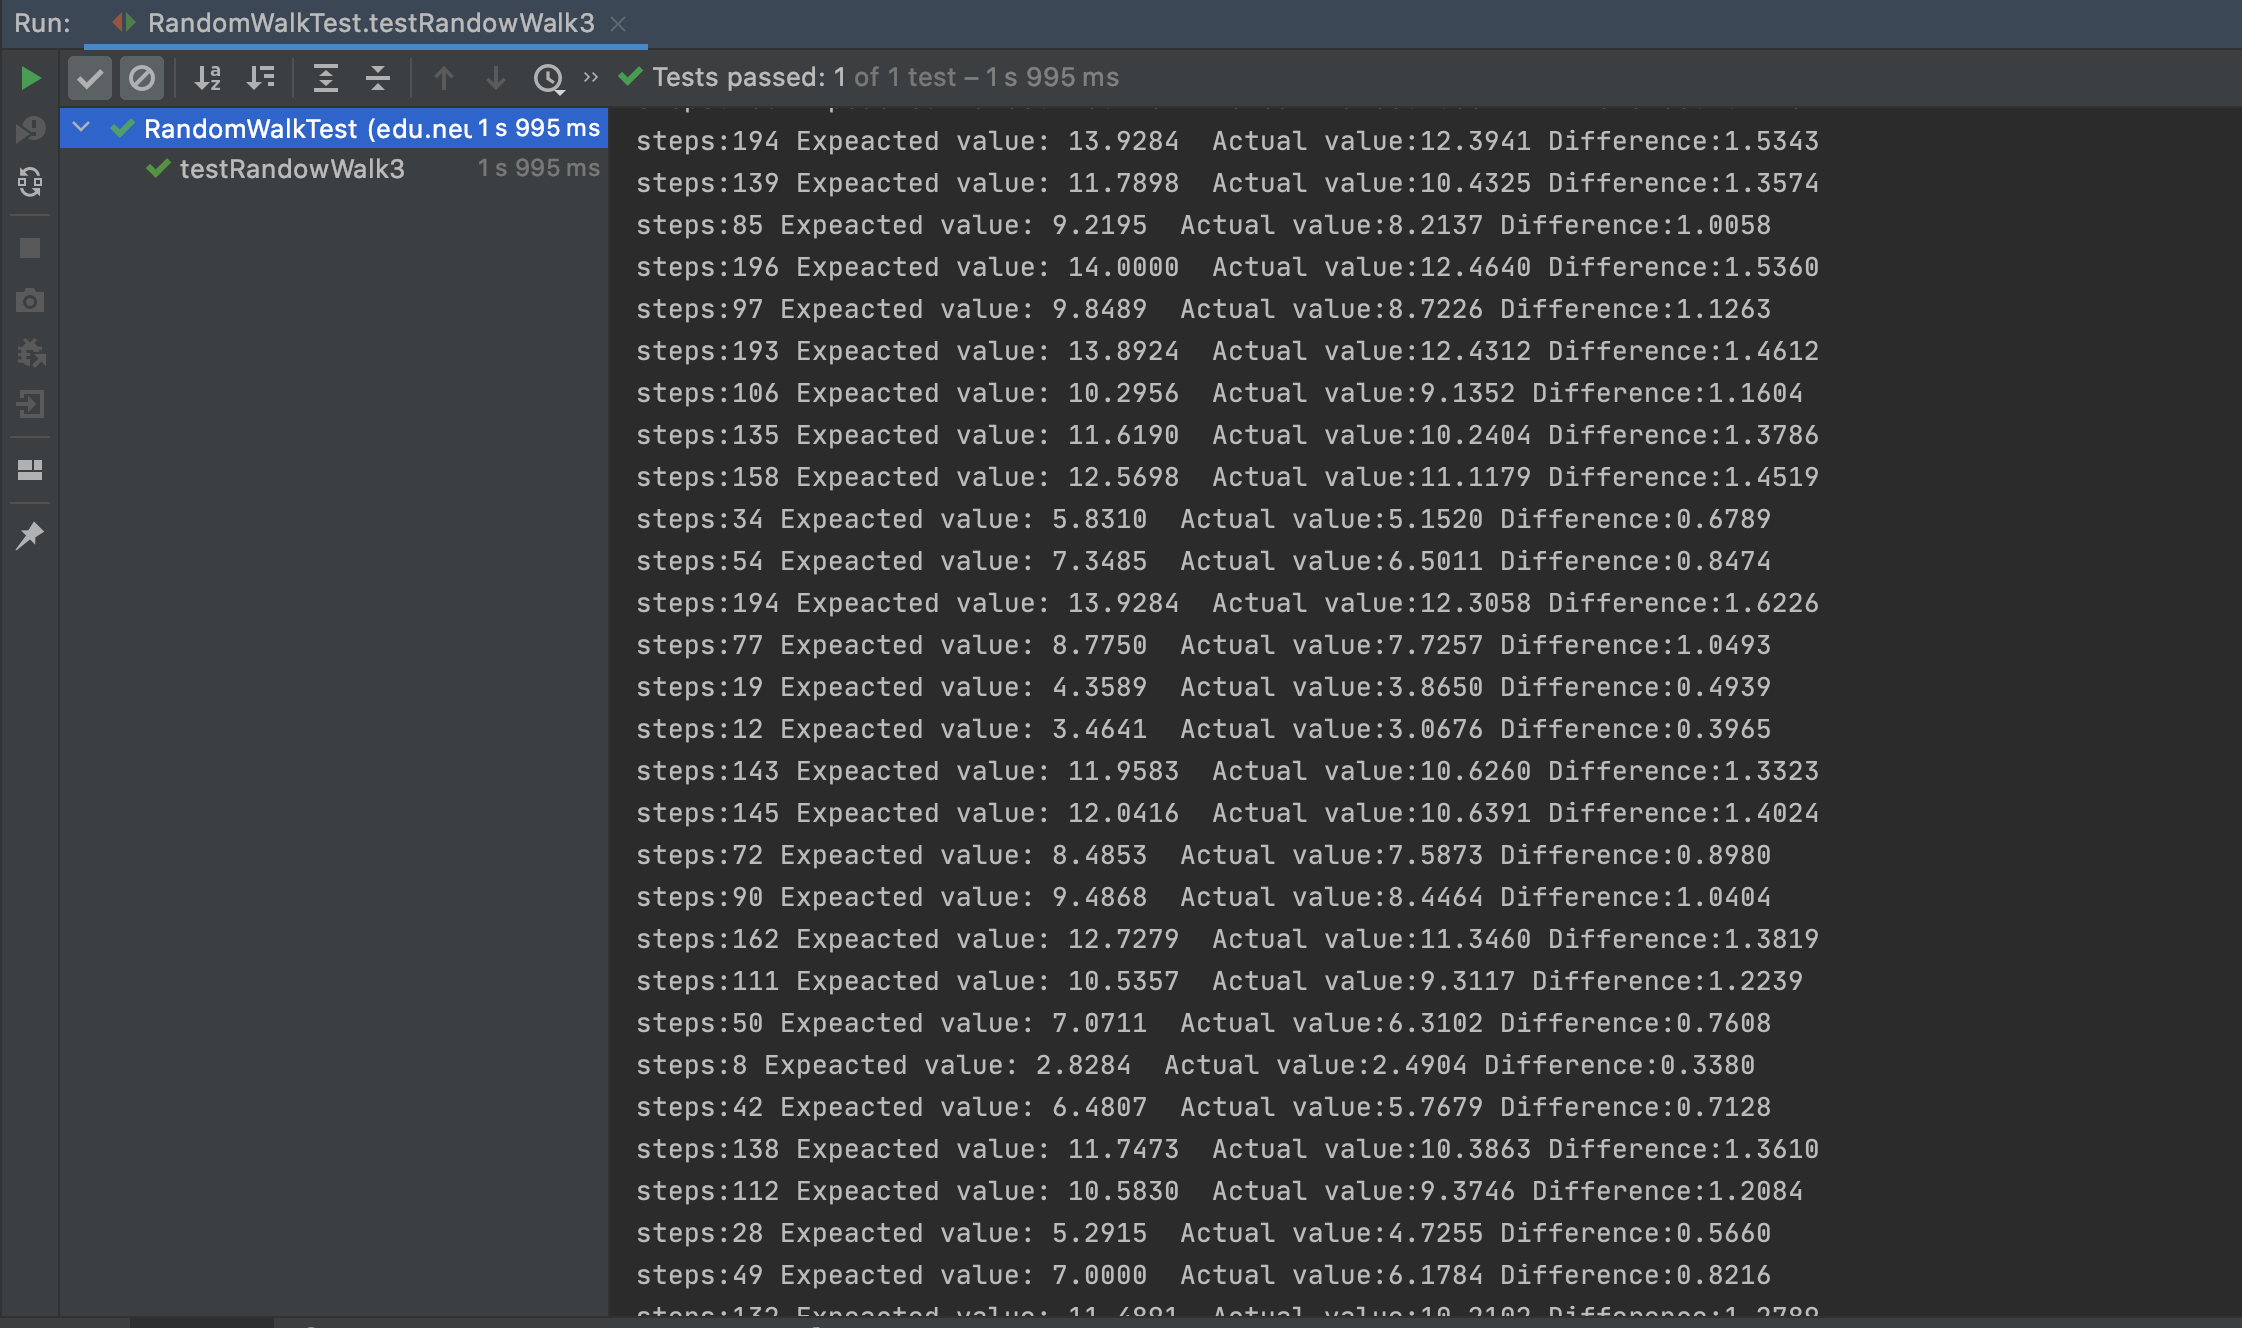 Run: RandomWalkTest.testRandowWalk3
Tests passed: 1 of 1 test – 1 s 995 ms
RandomWalkTest (edu.neu 1 s 995 ms
testRandowWalk3 1 s 995 ms
steps:194 Expeacted value: 13.9284  Actual value:12.3941 Difference:1.5343
steps:139 Expeacted value: 11.7898  Actual value:10.4325 Difference:1.3574
steps:85 Expeacted value: 9.2195  Actual value:8.2137 Difference:1.0058
steps:196 Expeacted value: 14.0000  Actual value:12.4640 Difference:1.5360
steps:97 Expeacted value: 9.8489  Actual value:8.7226 Difference:1.1263
steps:193 Expeacted value: 13.8924  Actual value:12.4312 Difference:1.4612
steps:106 Expeacted value: 10.2956  Actual value:9.1352 Difference:1.1604
steps:135 Expeacted value: 11.6190  Actual value:10.2404 Difference:1.3786
steps:158 Expeacted value: 12.5698  Actual value:11.1179 Difference:1.4519
steps:34 Expeacted value: 5.8310  Actual value:5.1520 Difference:0.6789
steps:54 Expeacted value: 7.3485  Actual value:6.5011 Difference:0.8474
steps:194 Expeacted value: 13.9284  Actual value:12.3058 Difference:1.6226
steps:77 Expeacted value: 8.7750  Actual value:7.7257 Difference:1.0493
steps:19 Expeacted value: 4.3589  Actual value:3.8650 Difference:0.4939
steps:12 Expeacted value: 3.4641  Actual value:3.0676 Difference:0.3965
steps:143 Expeacted value: 11.9583  Actual value:10.6260 Difference:1.3323
steps:145 Expeacted value: 12.0416  Actual value:10.6391 Difference:1.4024
steps:72 Expeacted value: 8.4853  Actual value:7.5873 Difference:0.8980
steps:90 Expeacted value: 9.4868  Actual value:8.4464 Difference:1.0404
steps:162 Expeacted value: 12.7279  Actual value:11.3460 Difference:1.3819
steps:111 Expeacted value: 10.5357  Actual value:9.3117 Difference:1.2239
steps:50 Expeacted value: 7.0711  Actual value:6.3102 Difference:0.7608
steps:8 Expeacted value: 2.8284  Actual value:2.4904 Difference:0.3380
steps:42 Expeacted value: 6.4807  Actual value:5.7679 Difference:0.7128
steps:138 Expeacted value: 11.7473  Actual value:10.3863 Difference:1.3610
steps:112 Expeacted value: 10.5830  Actual value:9.3746 Difference:1.2084
steps:28 Expeacted value: 5.2915  Actual value:4.7255 Difference:0.5660
steps:49 Expeacted value: 7.0000  Actual value:6.1784 Difference:0.8216
steps:132 Expeacted value: 11.4891  Actual value:10.2102 Difference:1.2789